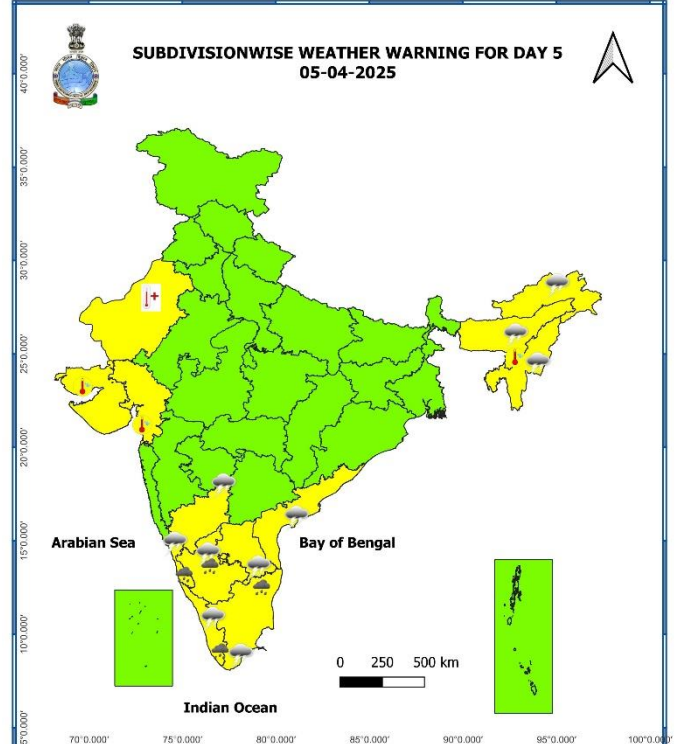 SUBDIVISIONWISE WEATHER WARNING FOR DAY 5
05-04-2025
40°0.000'
35°0.000'
30°0.000'
25°0.000'
20°0.000'
15°0.000'
10°0.000'
5°0.000'
Arabian Sea
Bay of Bengal
0 250 500 km
Indian Ocean
70°0.000' 75°0.000' 80°0.000' 85°0.000' 90°0.000' 95°0.000' 100°0.000'